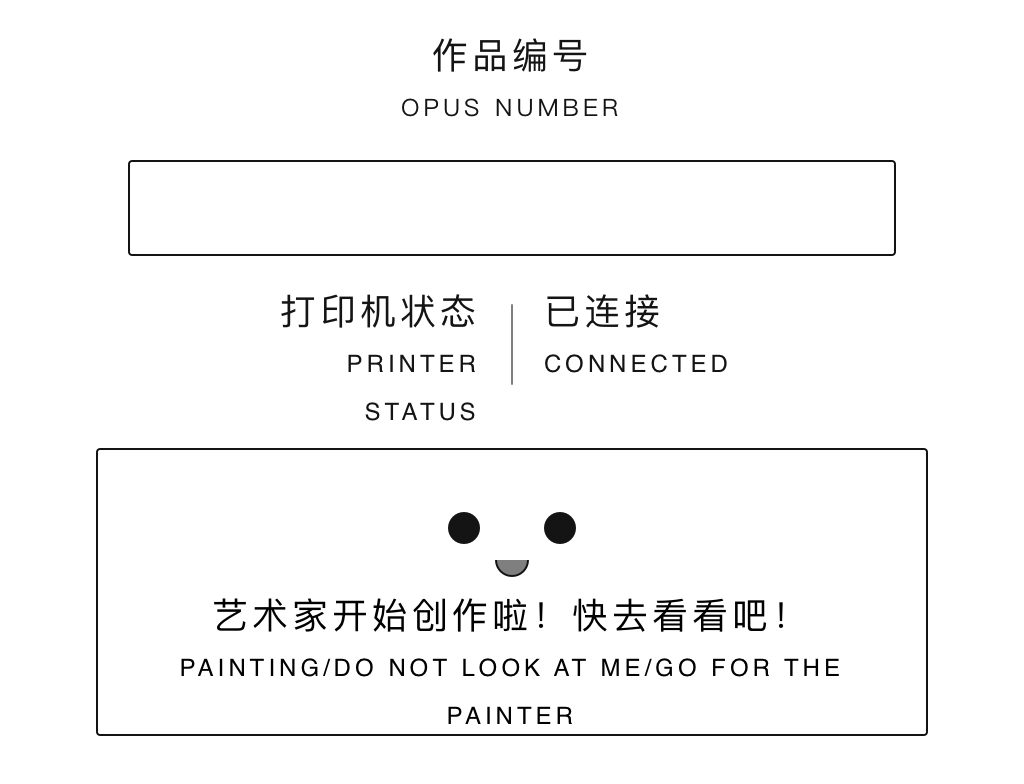 作品编号
OPUS NUMBER
打印机状态
PRINTER
STATUS
已连接
CONNECTED
艺术家开始创作啦！快去看看吧！
PAINTING/DO NOT LOOK AT ME/GO FOR THE
PAINTER